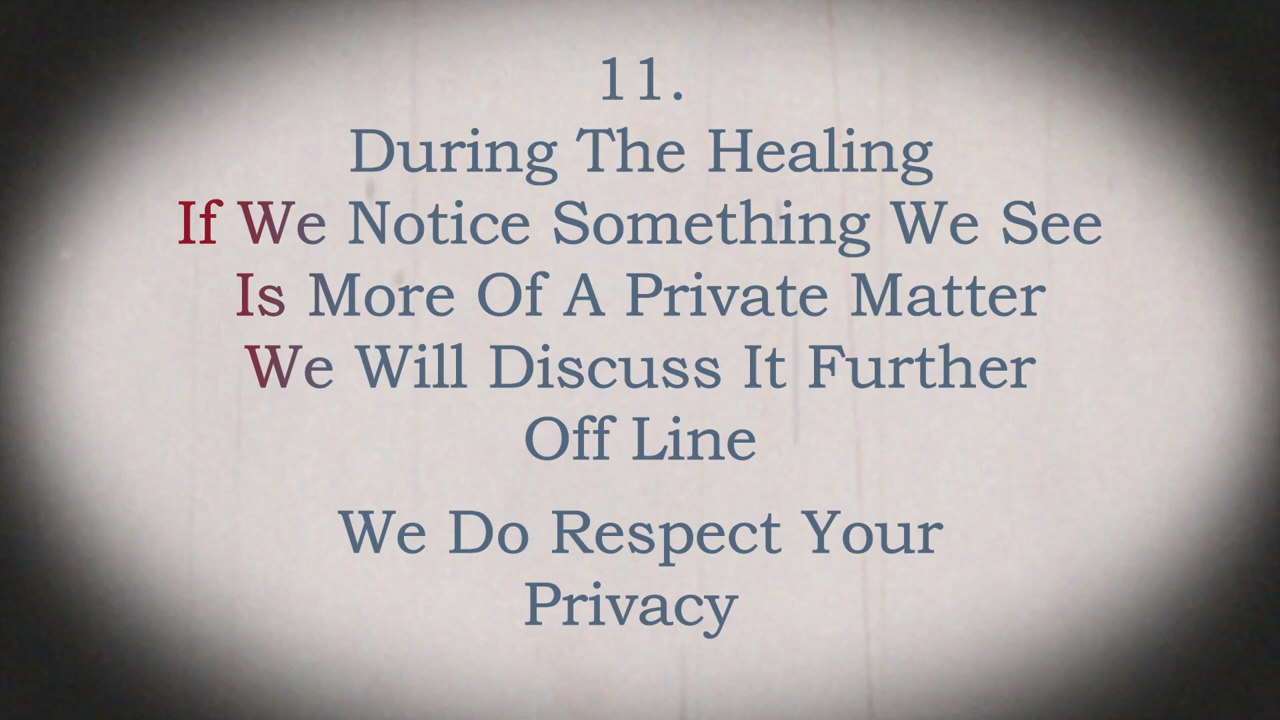 11.
During The Healing
If We Notice Something We See
Is More Of A Private Matter
We Will Discuss It Further
Off Line
We Do Respect Your
Privacy